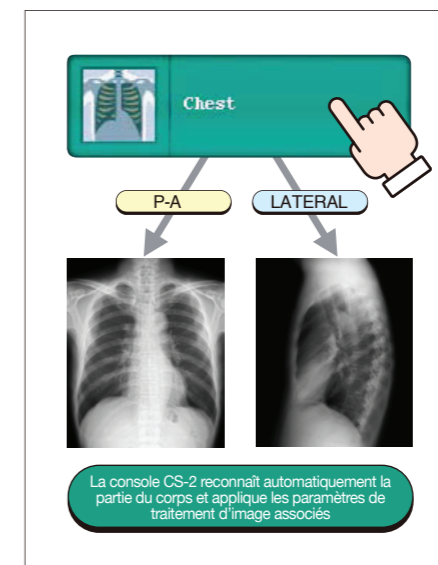 Chest
P-A
LATERAL
La console CS-2 reconnaît automatiquement la
partie du corps et applique les paramètres de
traitement d'image associés